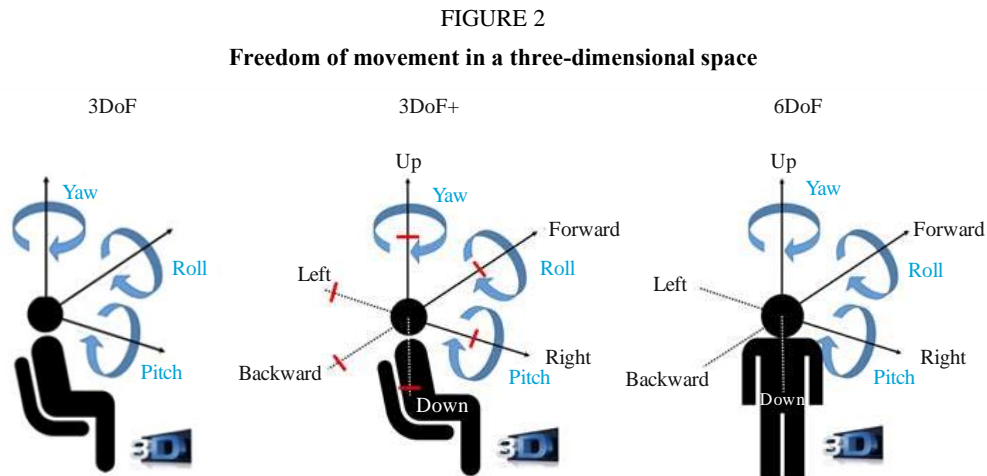 FIGURE 2
Freedom of movement in a three-dimensional space
3DoF
Yaw
Roll
Pitch
3D
3DoF+
Up
Yaw
Forward
Roll
Left
Backward
Right
Pitch
Down
3D
6DoF
Up
Yaw
Forward
Roll
Left
Backward
Right
Pitch
Down
3D